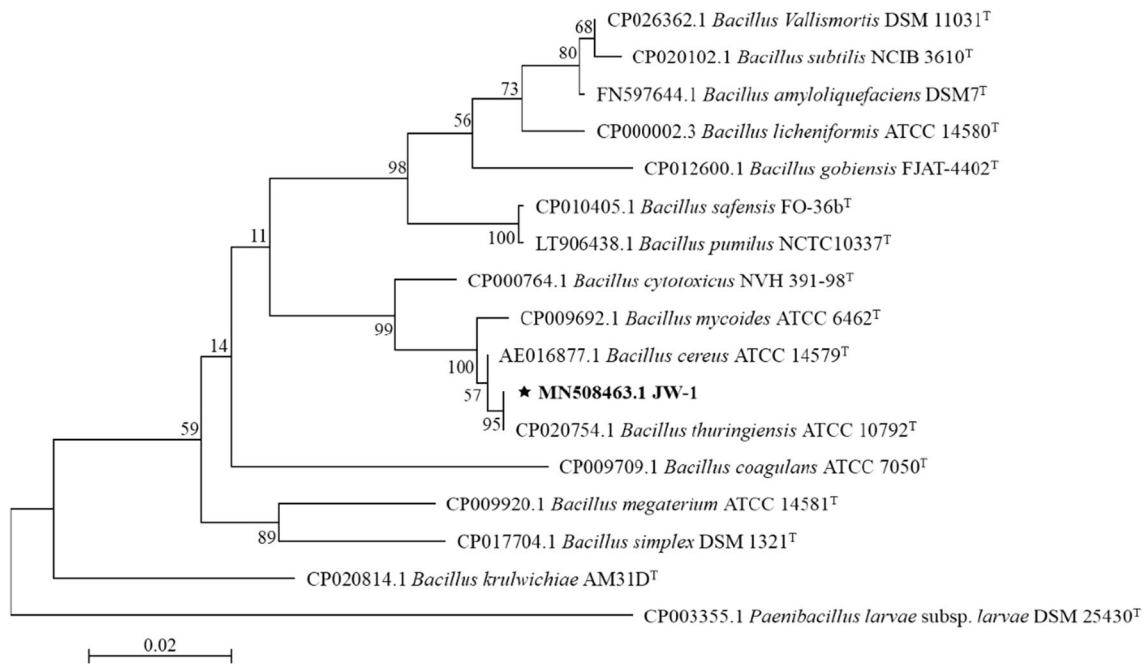 68 CP026362.1 Bacillus Vallismortis DSM 11031ᵀ
80 CP020102.1 Bacillus subtilis NCIB 3610ᵀ
73 FN597644.1 Bacillus amyloliquefaciens DSM7ᵀ
56 CP000002.3 Bacillus licheniformis ATCC 14580ᵀ
98 CP012600.1 Bacillus gobiensis FJAT-4402ᵀ
CP010405.1 Bacillus safensis FO-36bᵀ
11 100 LT906438.1 Bacillus pumilus NCTC10337ᵀ
CP000764.1 Bacillus cytotoxicus NVH 391-98ᵀ
99 CP009692.1 Bacillus mycoides ATCC 6462ᵀ
14 100 AE016877.1 Bacillus cereus ATCC 14579ᵀ
57 ★ MN508463.1 JW-1
59 95 CP020754.1 Bacillus thuringiensis ATCC 10792ᵀ
CP009709.1 Bacillus coagulans ATCC 7050ᵀ
CP009920.1 Bacillus megaterium ATCC 14581ᵀ
89 CP017704.1 Bacillus simplex DSM 1321ᵀ
CP020814.1 Bacillus krulwichiae AM31Dᵀ
CP003355.1 Paenibacillus larvae subsp. larvae DSM 25430ᵀ
0.02